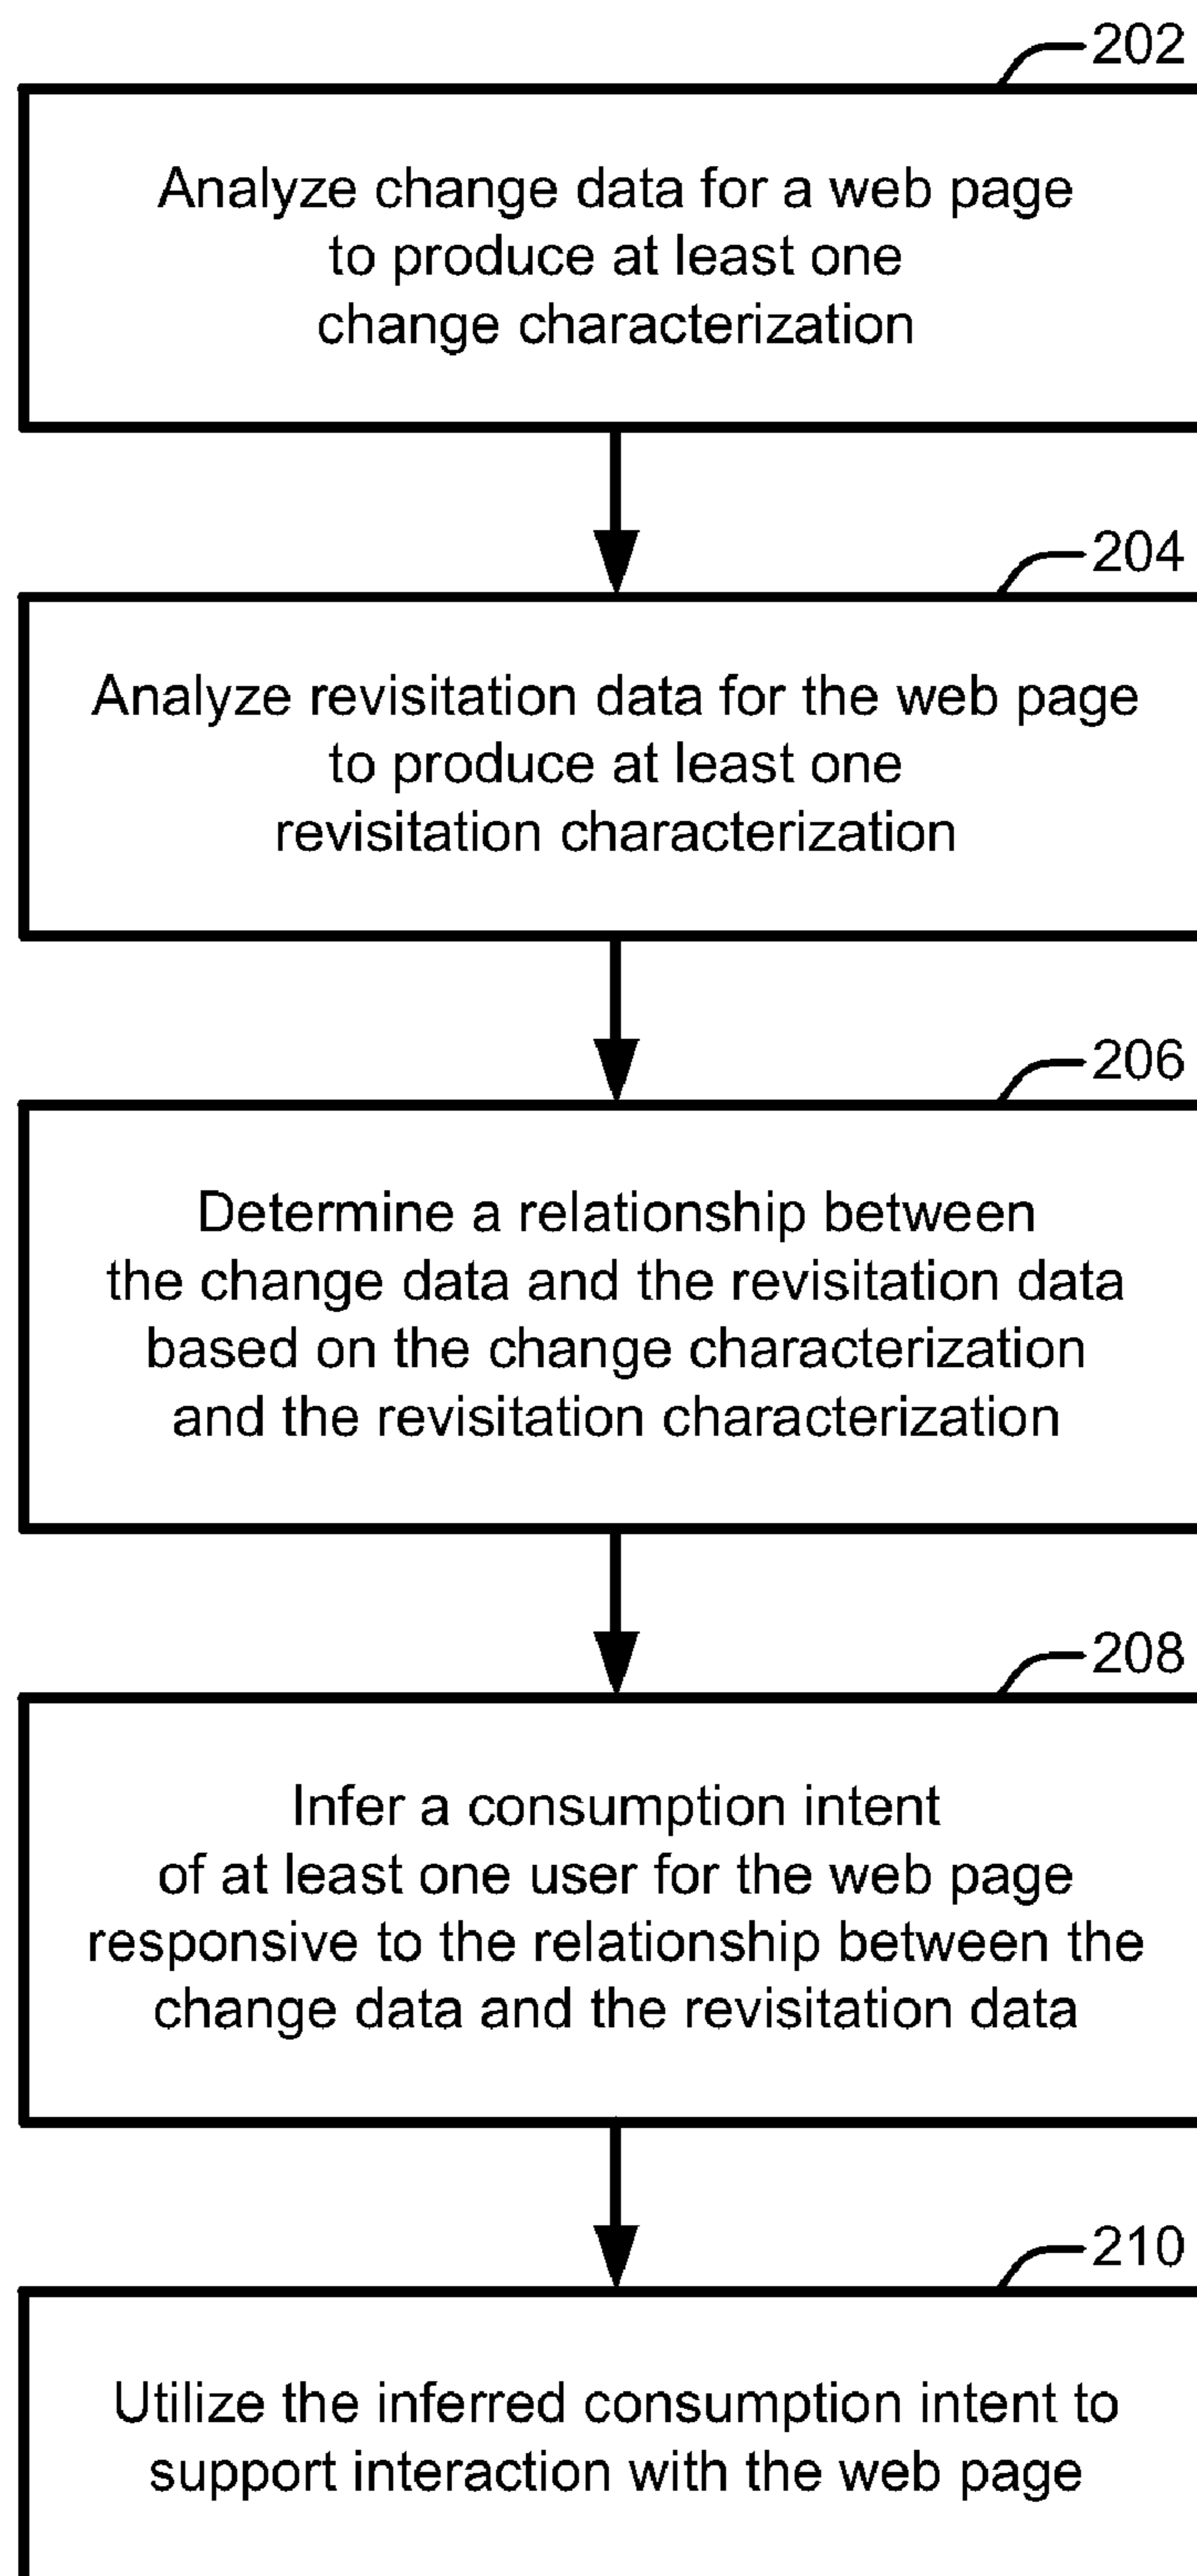 202
Analyze change data for a web page
to produce at least one
change characterization
204
Analyze revisitation data for the web page
to produce at least one
revisitation characterization
206
Determine a relationship between
the change data and the revisitation data
based on the change characterization
and the revisitation characterization
208
Infer a consumption intent
of at least one user for the web page
responsive to the relationship between the
change data and the revisitation data
210
Utilize the inferred consumption intent to
support interaction with the web page